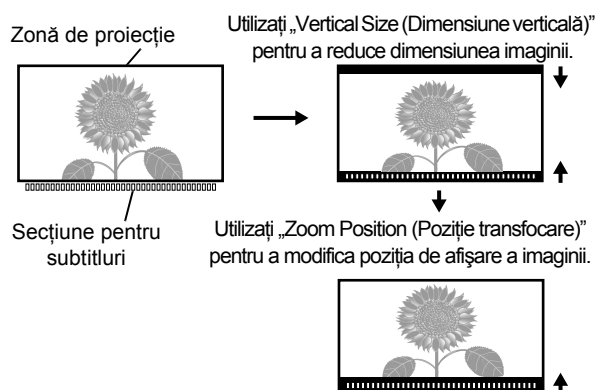 Zonă de proiecție
Utilizați „Vertical Size (Dimensiune verticală)”
pentru a reduce dimensiunea imaginii.
Secțiune pentru
subtitluri
Utilizați „Zoom Position (Poziție transfocare)”
pentru a modifica poziția de afișare a imaginii.